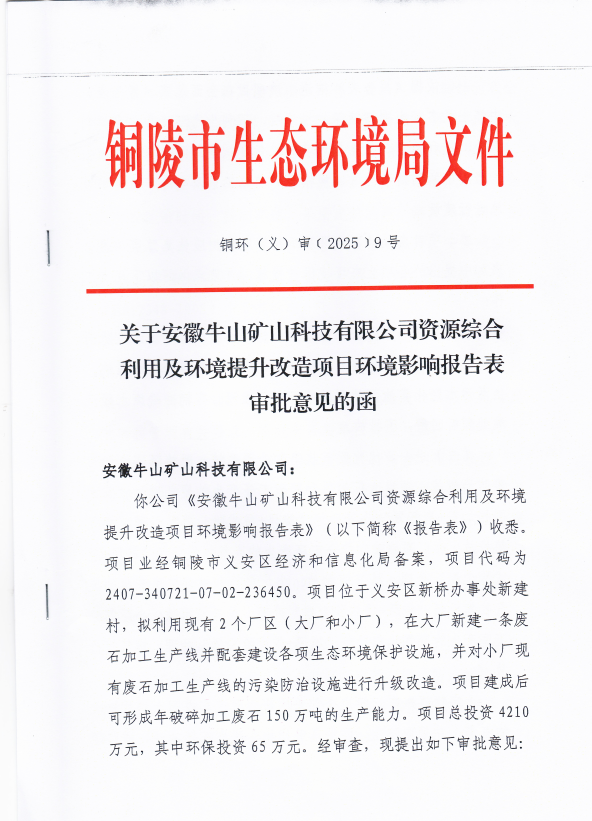 铜陵市生态环境局文件
铜环（义）审﹝2025﹞9号
关于安徽牛山矿山科技有限公司资源综合
利用及环境提升改造项目环境影响报告表
审批意见的函
安徽牛山矿山科技有限公司：
你公司《安徽牛山矿山科技有限公司资源综合利用及环境
提升改造项目环境影响报告表》（以下简称《报告表》）收悉。
项目业经铜陵市义安区经济和信息化局备案，项目代码为
2407-340721-07-02-236450。项目位于义安区新桥办事处新建
村，拟利用现有2个厂区（大厂和小厂），在大厂新建一条废
石加工生产线并配套建设各项生态环境保护设施，并对小厂现
有废石加工生产线的污染防治设施进行升级改造。项目建成后
可形成年破碎加工废石150万吨的生产能力。项目总投资4210
万元，其中环保投资65万元。经审查，现提出如下审批意见：